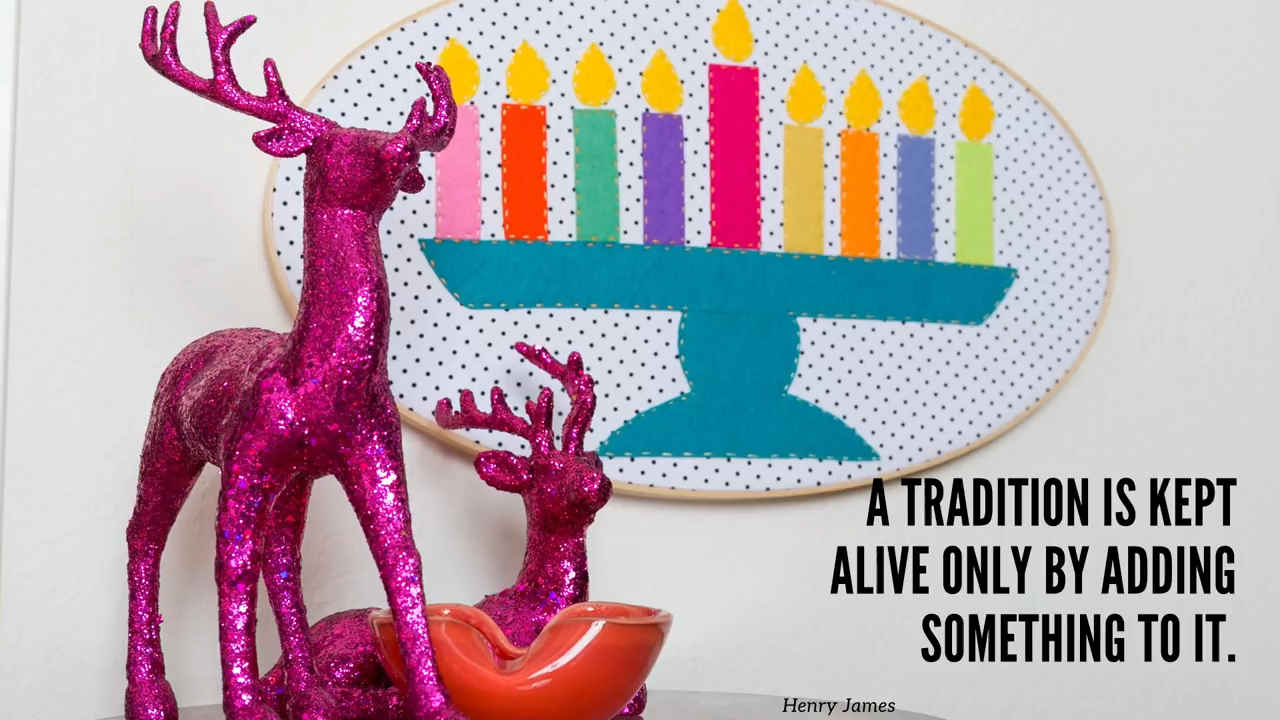 A TRADITION IS KEPT
ALIVE ONLY BY ADDING
SOMETHING TO IT.
Henry James